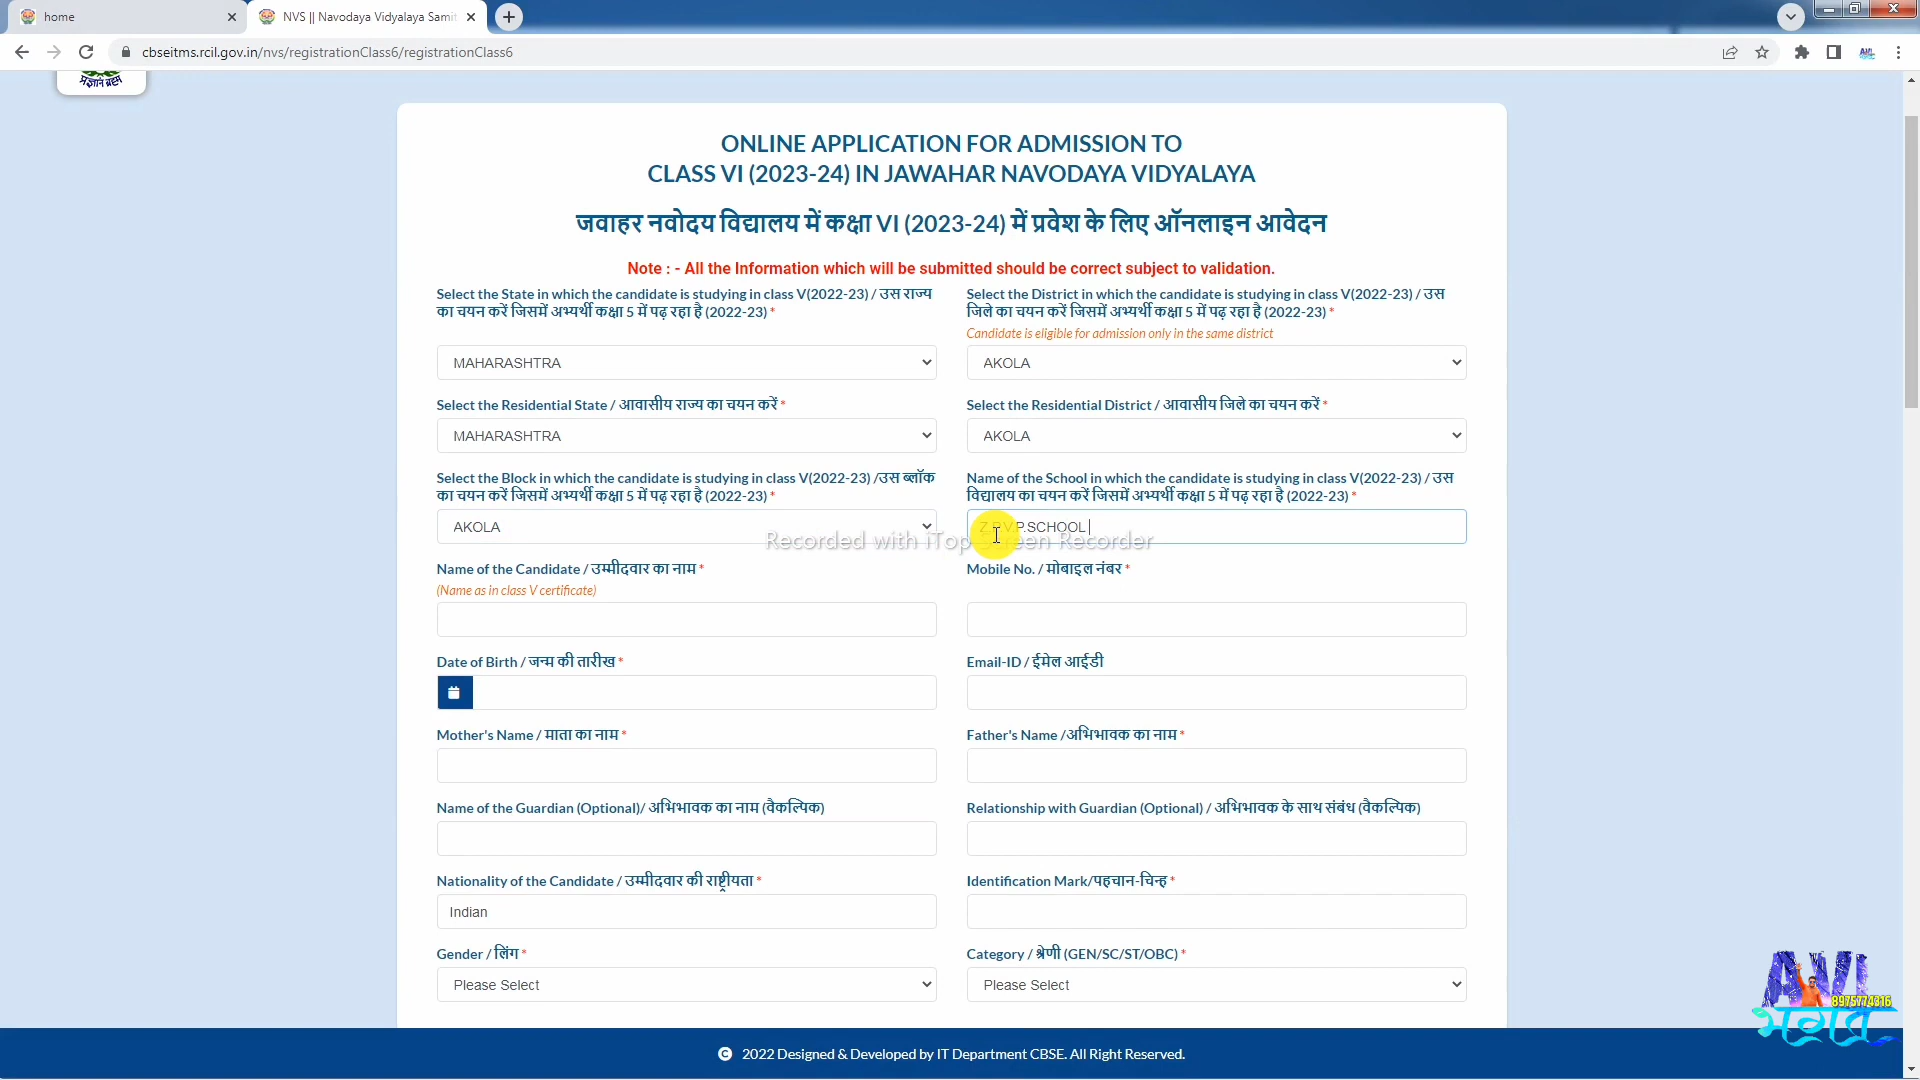 home
NVS || Navodaya Vidyalaya Samit
cbseitms.rcil.gov.in/nvs/registrationClass6/registrationClass6
प्रज्ञानं ब्रह्म
ONLINE APPLICATION FOR ADMISSION TO
CLASS VI (2023-24) IN JAWAHAR NAVODAYA VIDYALAYA
जवाहर नवोदय विद्यालय में कक्षा VI (2023-24) में प्रवेश के लिए ऑनलाइन आवेदन
Note : - All the Information which will be submitted should be correct subject to validation.
Select the State in which the candidate is studying in class V(2022-23) / उस राज्य
का चयन करें जिसमें अभ्यर्थी कक्षा 5 में पढ़ रहा है (2022-23) *
MAHARASHTRA
Select the District in which the candidate is studying in class V(2022-23) / उस
जिले का चयन करें जिसमें अभ्यर्थी कक्षा 5 में पढ़ रहा है (2022-23) *
Candidate is eligible for admission only in the same district
AKOLA
Select the Residential State / आवासीय राज्य का चयन करें *
MAHARASHTRA
Select the Residential District / आवासीय जिले का चयन करें *
AKOLA
Select the Block in which the candidate is studying in class V(2022-23) /उस ब्लॉक
का चयन करें जिसमें अभ्यर्थी कक्षा 5 में पढ़ रहा है (2022-23) *
AKOLA
Name of the School in which the candidate is studying in class V(2022-23) / उस
विद्यालय का चयन करें जिसमें अभ्यर्थी कक्षा 5 में पढ़ रहा है (2022-23) *
Z.P.V.P.SCHOOL
Recorded with iTop Screen Recorder
Name of the Candidate / उम्मीदवार का नाम *
(Name as in class V certificate)
Mobile No. / मोबाइल नंबर *
Date of Birth / जन्म की तारीख *
Email-ID / ईमेल आईडी
Mother's Name / माता का नाम *
Father's Name /अभिभावक का नाम *
Name of the Guardian (Optional)/ अभिभावक का नाम (वैकल्पिक)
Relationship with Guardian (Optional) / अभिभावक के साथ संबंध (वैकल्पिक)
Nationality of the Candidate / उम्मीदवार की राष्ट्रीयता *
Indian
Identification Mark/पहचान-चिन्ह *
Gender / लिंग *
Please Select
Category / श्रेणी (GEN/SC/ST/OBC) *
Please Select
AVI
8975774316
भगत
© 2022 Designed & Developed by IT Department CBSE. All Right Reserved.